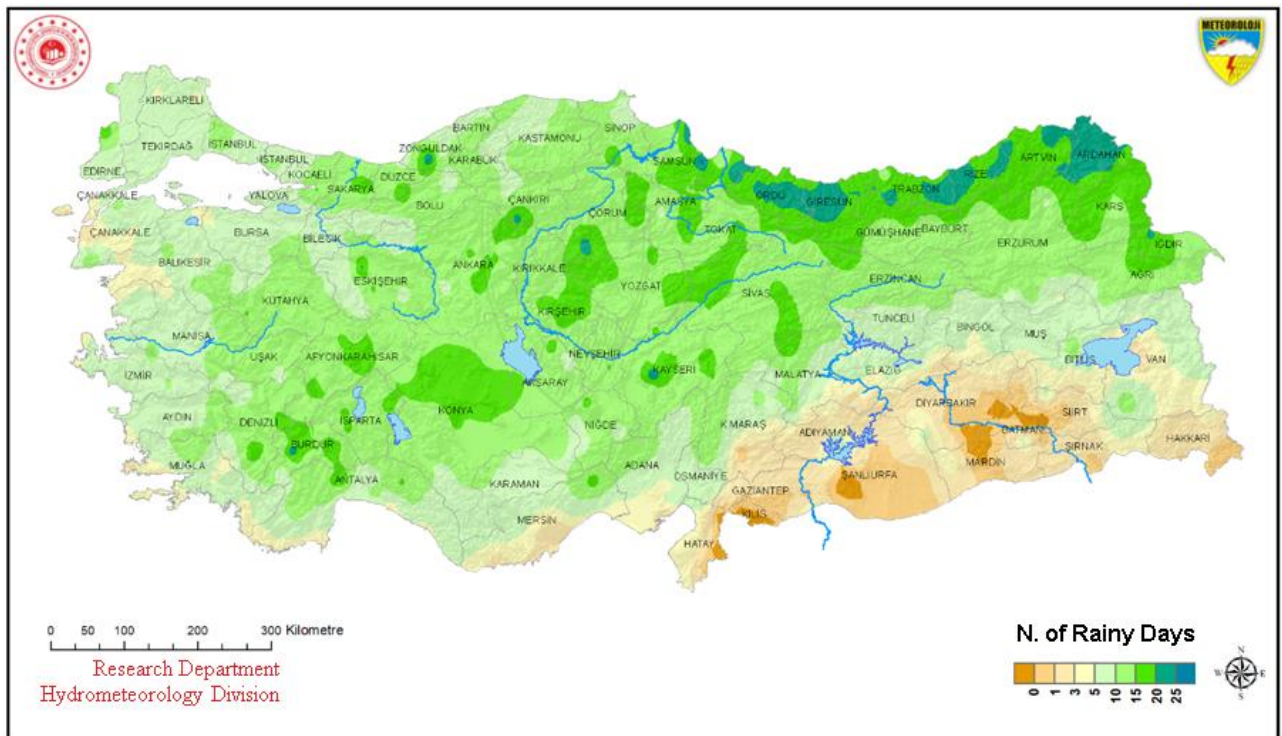 METEOROLOJİ
KIRKLARELİ
TEKİRDAĞ
İSTANBUL
EDİRNE
İSTANBUL
KOCAELİ
YALOVA
SAKARYA
DÜZCE
ZONGULDAK
BARTIN
KARABÜK
KASTAMONU
SİNOP
SAMSUN
ORDU
GİRESUN
TRABZON
RİZE
ARTVİN
ARDAHAN
ÇANAKKALE
ÇANAKKALE
BALIKESİR
BURSA
BİLECİK
BOLU
ÇANKIRI
ÇORUM
AMASYA
TOKAT
GÜMÜŞHANE
BAYBURT
ERZURUM
KARS
IĞDIR
AĞRI
KÜTAHYA
ESKİŞEHİR
ANKARA
KIRIKKALE
YOZGAT
SİVAS
ERZİNCAN
TUNCELİ
BİNGÖL
MUŞ
BİTLİS
VAN
MANİSA
UŞAK
AFYONKARAHİSAR
KIRŞEHİR
NEVŞEHİR
KAYSERİ
MALATYA
ELAZIĞ
İZMİR
AYDIN
DENİZLİ
ISPARTA
BURDUR
KONYA
AKSARAY
NİĞDE
K.MARAŞ
ADIYAMAN
DİYARBAKIR
BATMAN
SİİRT
ŞIRNAK
HAKKARİ
MUĞLA
ANTALYA
KARAMAN
MERSİN
ADANA
OSMANİYE
GAZİANTEP
KİLİS
HATAY
ŞANLIURFA
MARDİN
0 50 100 200 300 Kilometre
Research Department
Hydrometeorology Division
N. of Rainy Days
0 1 3 5 10 15 20 25
N
W E
S